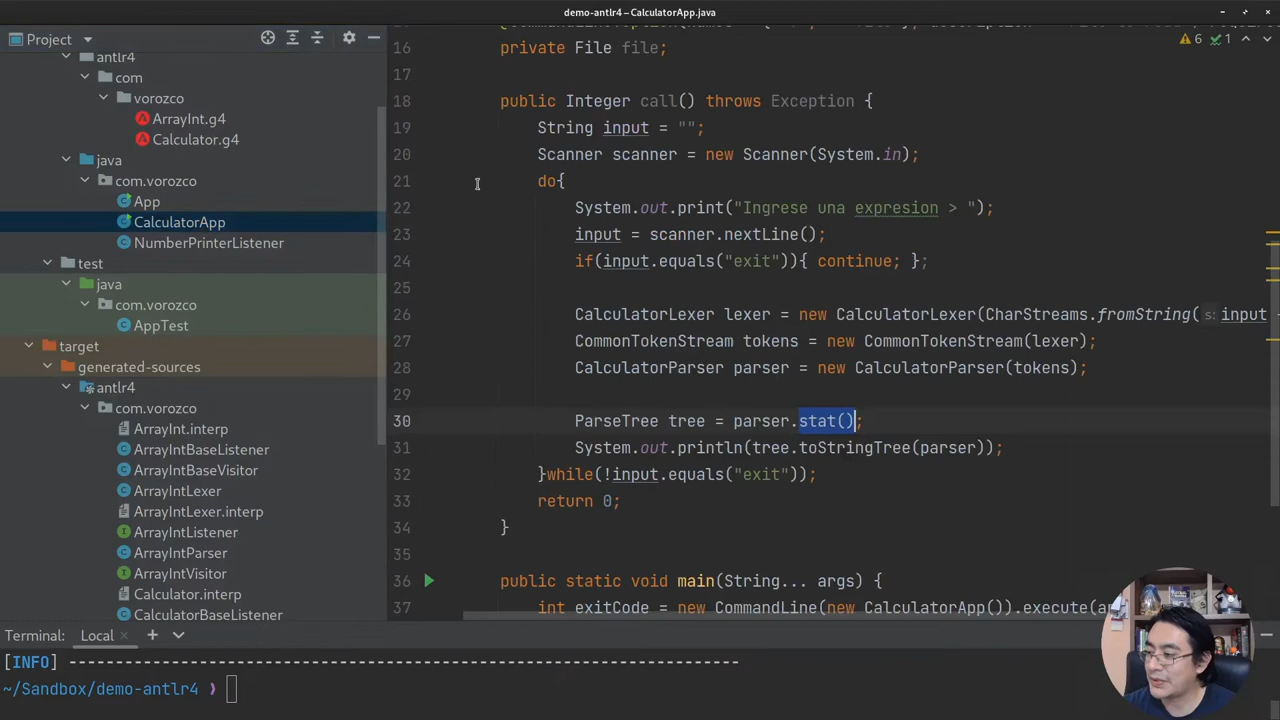 demo-antlr4 – CalculatorApp.java
Project
antlr4
com
vorozco
ArrayInt.g4
Calculator.g4
java
com.vorozco
App
CalculatorApp
NumberPrinterListener
test
java
com.vorozco
AppTest
target
generated-sources
antlr4
com.vorozco
ArrayInt.interp
ArrayIntBaseListener
ArrayIntBaseVisitor
ArrayIntLexer
ArrayIntLexer.interp
ArrayIntListener
ArrayIntParser
ArrayIntVisitor
Calculator.interp
CalculatorBaseListener
6 1
16 private File file;
17
18 public Integer call() throws Exception {
19 String input = "";
20 Scanner scanner = new Scanner(System.in);
21 do{
22 System.out.print("Ingrese una expresion > ");
23 input = scanner.nextLine();
24 if(input.equals("exit")){ continue; };
25
26 CalculatorLexer lexer = new CalculatorLexer(CharStreams.fromString( s: input
27 CommonTokenStream tokens = new CommonTokenStream(lexer);
28 CalculatorParser parser = new CalculatorParser(tokens);
29
30 ParseTree tree = parser.stat();
31 System.out.println(tree.toStringTree(parser));
32 }while(!input.equals("exit"));
33 return 0;
34 }
35
36 public static void main(String... args) {
37 int exitCode = new CommandLine(new CalculatorApp()).execute(
Terminal: Local
[INFO] ------------------------------------------------------------------------
~/Sandbox/demo-antlr4 ❯